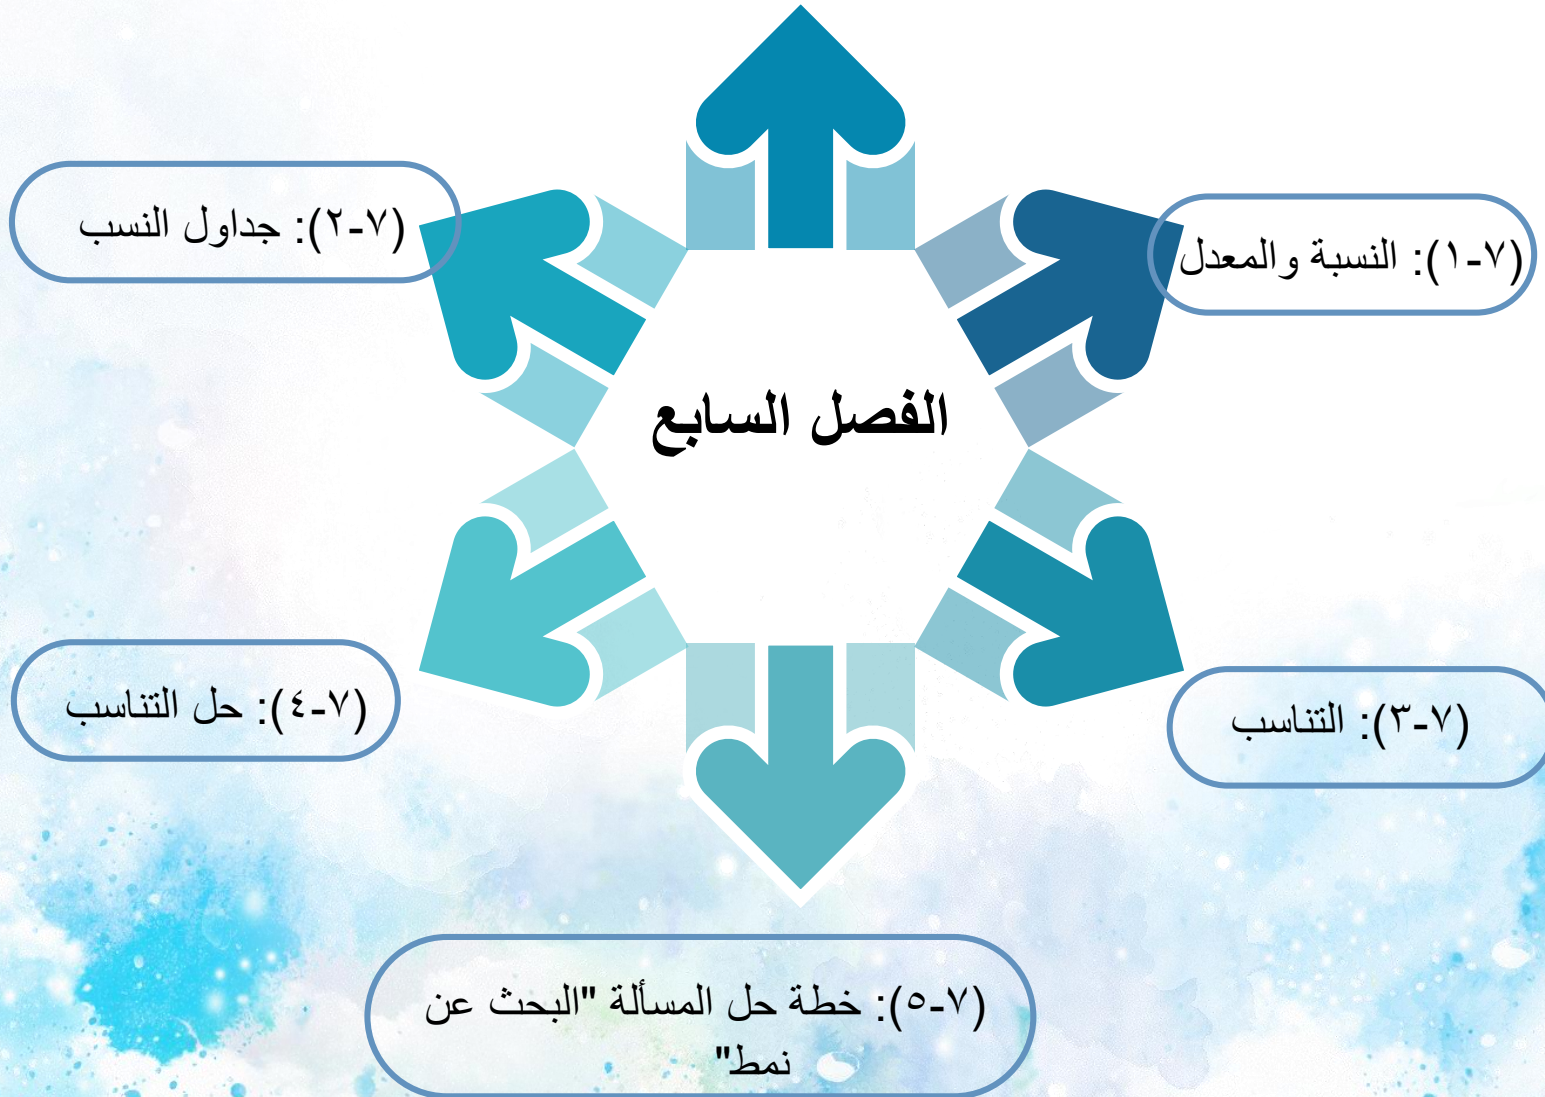 (٧-١): النسبة والمعدل
(٧-٢): جداول النسب
الفصل السابع
(٧-٣): التناسب
(٧-٤): حل التناسب
(٧-٥): خطة حل المسألة "البحث عن
نمط"